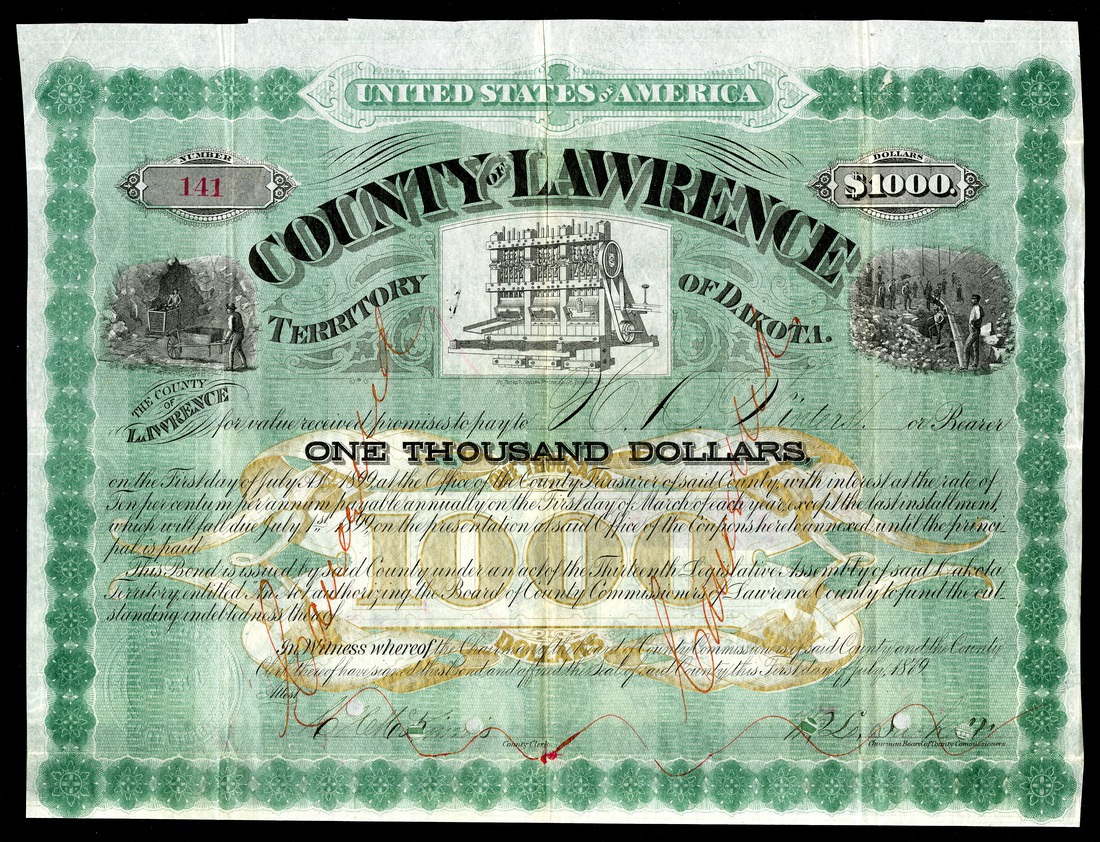 UNITED STATES OF AMERICA
NUMBER
141
DOLLARS
$1000.
COUNTY OF LAWRENCE
TERRITORY OF DAKOTA.
THE COUNTY
OF
LAWRENCE
for value received promises to pay to H. O. or Bearer
ONE THOUSAND DOLLARS,
on the First day of July A.D. 1899, at the Office of the County Treasurer of said County, with interest at the rate of
Ten per centum per annum payable annually on the First day of March of each year except the last installment
which will fall due July 1st 1899, on the presentation at said Office of the Coupons hereto annexed until the princi-
pal is paid.
This Bond is issued by said County under an act of the Thirteenth Legislative Assembly of said Dakota
Territory, entitled An Act authorizing the Board of County Commissioners of Lawrence County to fund the out-
standing indebtedness thereof
ONE THOUSAND
1000
DOLLARS
In Witness whereof the Chairman of the Board of County Commissioners of said County and the County
Clerk thereof have signed this Bond and affixed the Seal of said County this First day of July, 1879.
Attest
County Clerk
Chairman Board of County Commissioners.
Canceled
Canceled